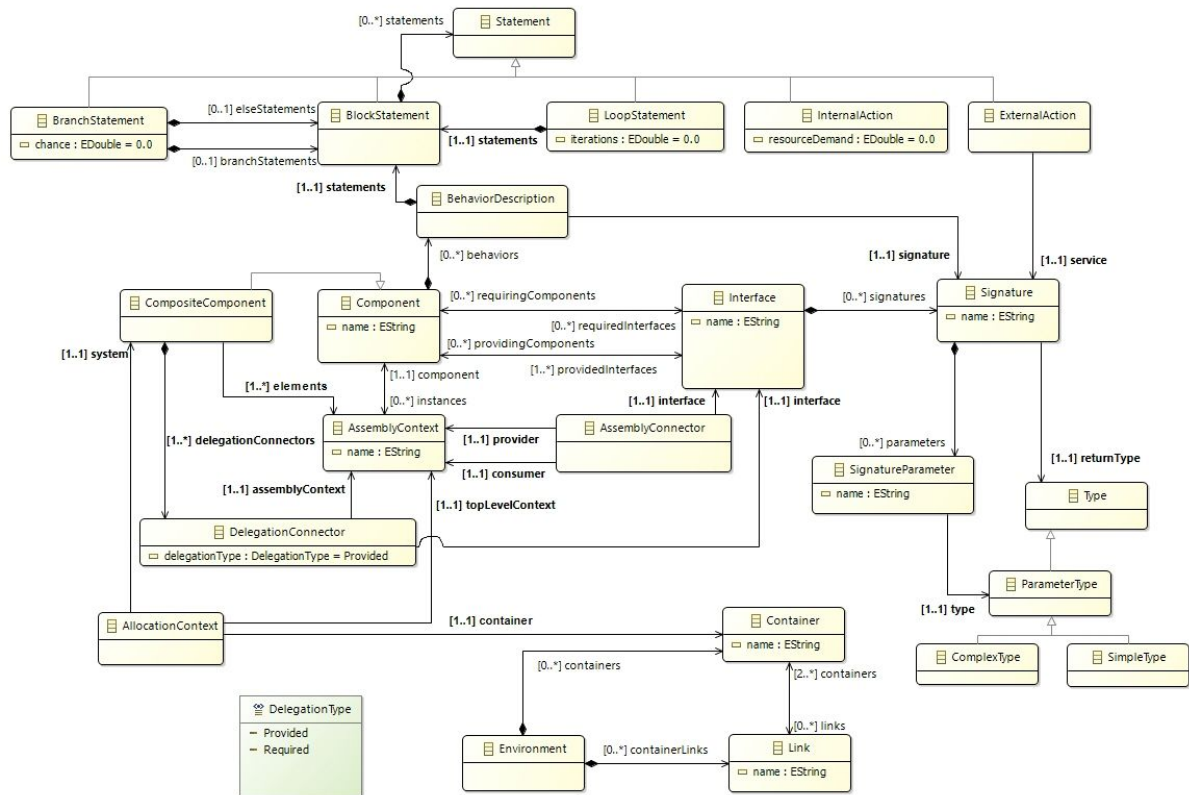 [0..*] statements
Statement
BranchStatement
chance : EDouble = 0.0
[0..1] elseStatements
[0..1] branchStatements
BlockStatement
[1..1] statements
LoopStatement
iterations : EDouble = 0.0
InternalAction
resourceDemand : EDouble = 0.0
ExternalAction
[1..1] statements
BehaviorDescription
[0..*] behaviors
[1..1] signature
[1..1] service
CompositeComponent
Component
name : EString
[0..*] requiringComponents
[0..*] requiredInterfaces
[0..*] providingComponents
[1..*] providedInterfaces
Interface
name : EString
[0..*] signatures
Signature
name : EString
[1..1] system
[1..*] elements
[1..1] component
[0..*] instances
[1..1] interface
[1..1] interface
[1..*] delegationConnectors
AssemblyContext
name : EString
[1..1] provider
[1..1] consumer
AssemblyConnector
[0..*] parameters
SignatureParameter
name : EString
[1..1] returnType
Type
[1..1] assemblyContext
[1..1] topLevelContext
DelegationConnector
delegationType : DelegationType = Provided
ParameterType
[1..1] type
AllocationContext
[1..1] container
Container
name : EString
ComplexType
SimpleType
[0..*] containers
[2..*] containers
DelegationType
Provided
Required
Environment
[0..*] containerLinks
[0..*] links
Link
name : EString